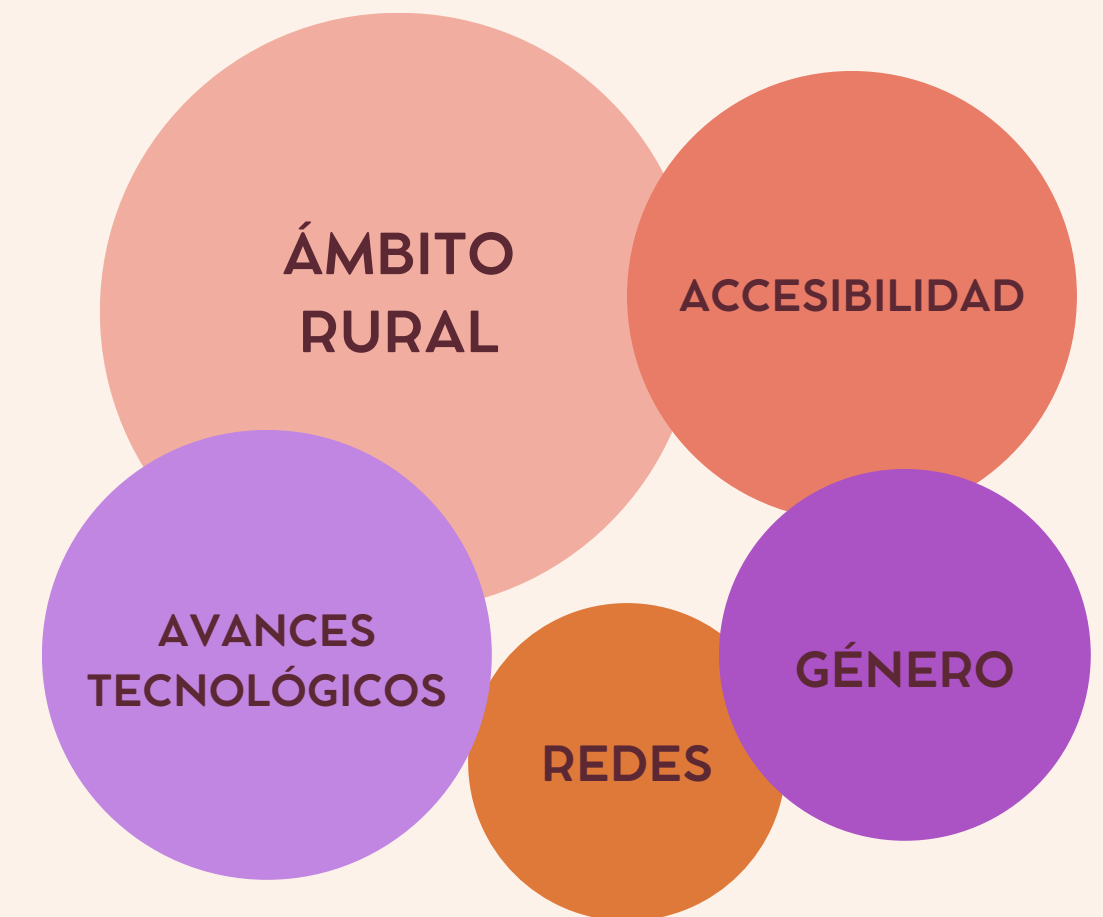 ÁMBITO
RURAL
ACCESIBILIDAD
AVANCES
TECNOLÓGICOS
GÉNERO
REDES